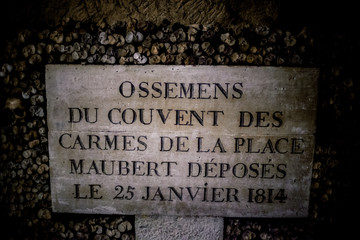 OSSEMENS
DU COUVENT DES
CARMES DE LA PLACE
MAUBERT DÉPOSÉS
LE 25 JANVIER 1814